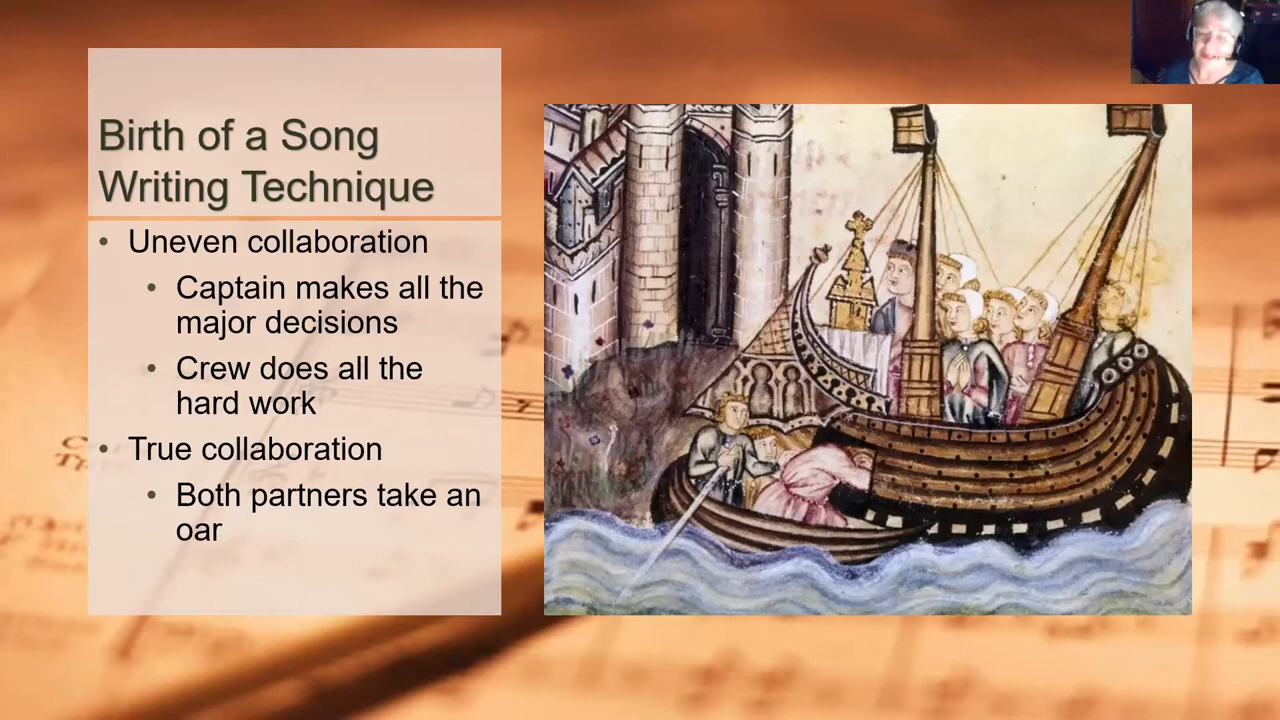 Birth of a Song
Writing Technique
• Uneven collaboration
• Captain makes all the
major decisions
• Crew does all the
hard work
• True collaboration
• Both partners take an
oar